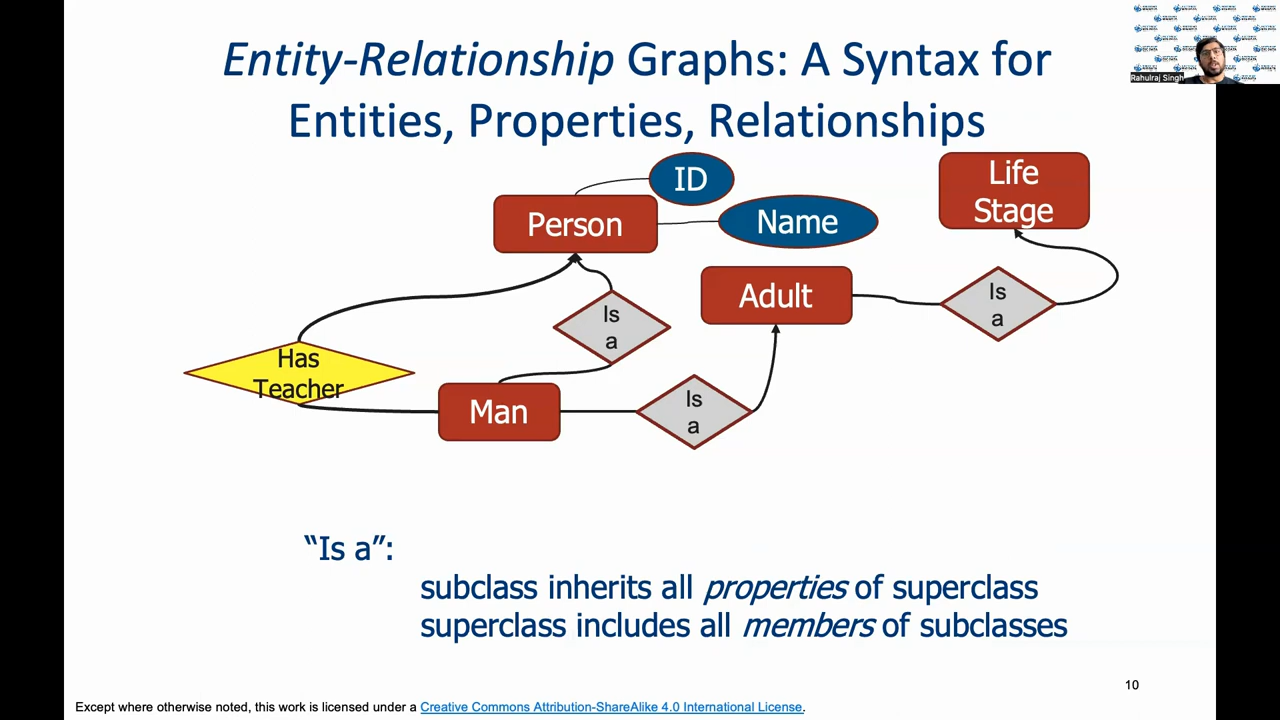 Entity-Relationship Graphs: A Syntax for
Entities, Properties, Relationships
Rahulraj Singh
ID
Life
Stage
Person
Name
Adult
Is
a
Is
a
Has
Teacher
Man
Is
a
“Is a”:
subclass inherits all properties of superclass
superclass includes all members of subclasses
10
Except where otherwise noted, this work is licensed under a Creative Commons Attribution-ShareAlike 4.0 International License.